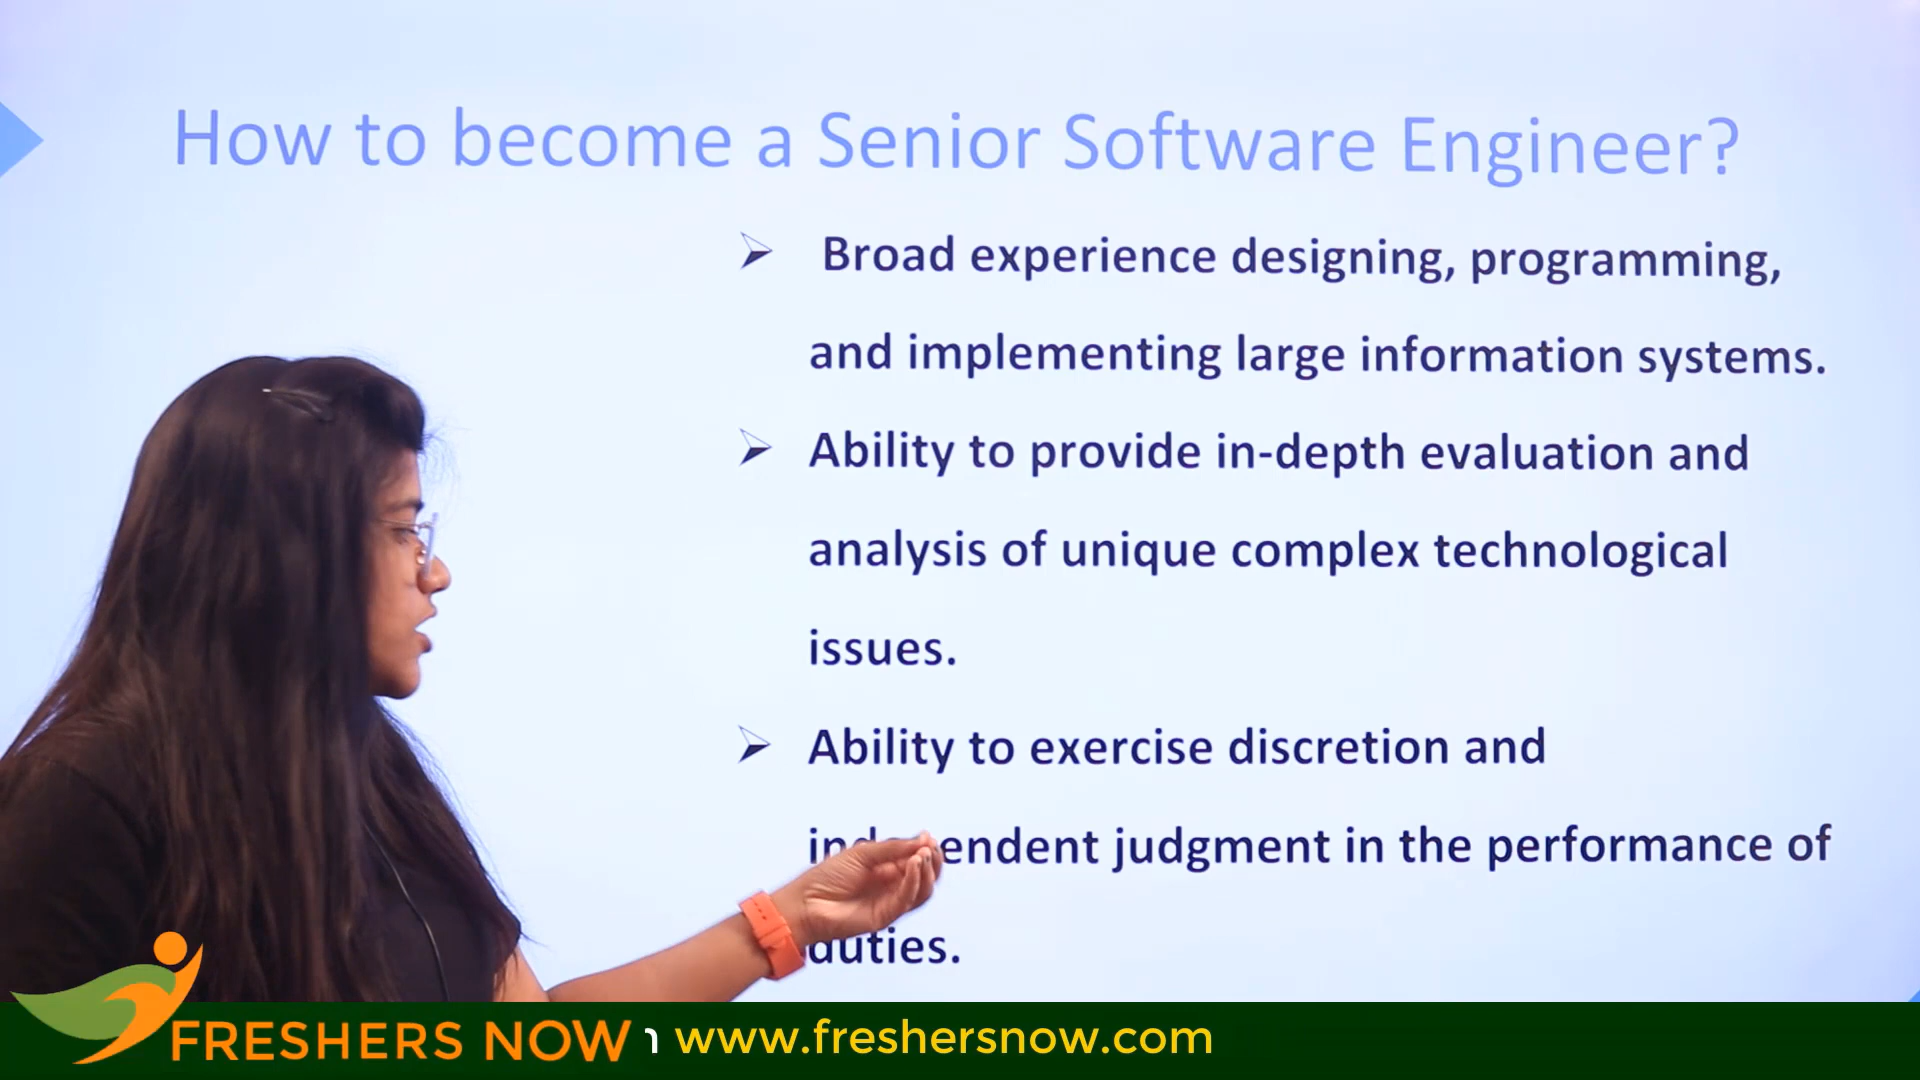 How to become a Senior Software Engineer?
Broad experience designing, programming,
and implementing large information systems.
Ability to provide in-depth evaluation and
analysis of unique complex technological
issues.
Ability to exercise discretion and
judgment in the performance of
duties.
FRESHERS NOW www.freshersnow.com